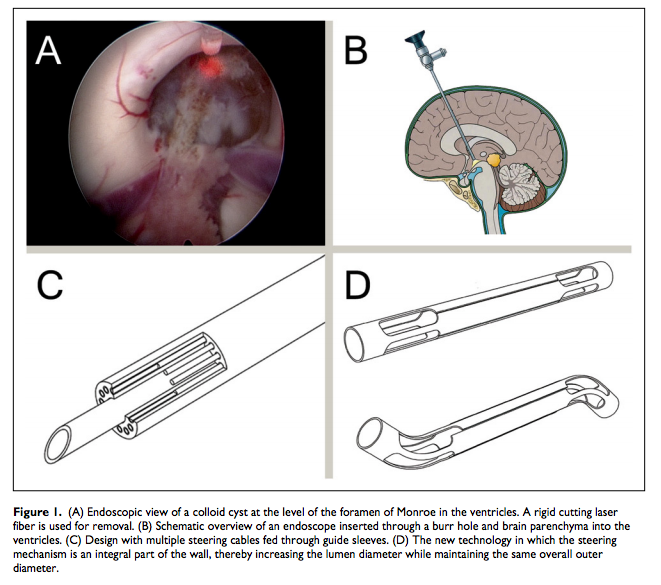 A
B
C
D
Figure 1. (A) Endoscopic view of a colloid cyst at the level of the foramen of Monroe in the ventricles. A rigid cutting laser
fiber is used for removal. (B) Schematic overview of an endoscope inserted through a burr hole and brain parenchyma into the
ventricles. (C) Design with multiple steering cables fed through guide sleeves. (D) The new technology in which the steering
mechanism is an integral part of the wall, thereby increasing the lumen diameter while maintaining the same overall outer
diameter.